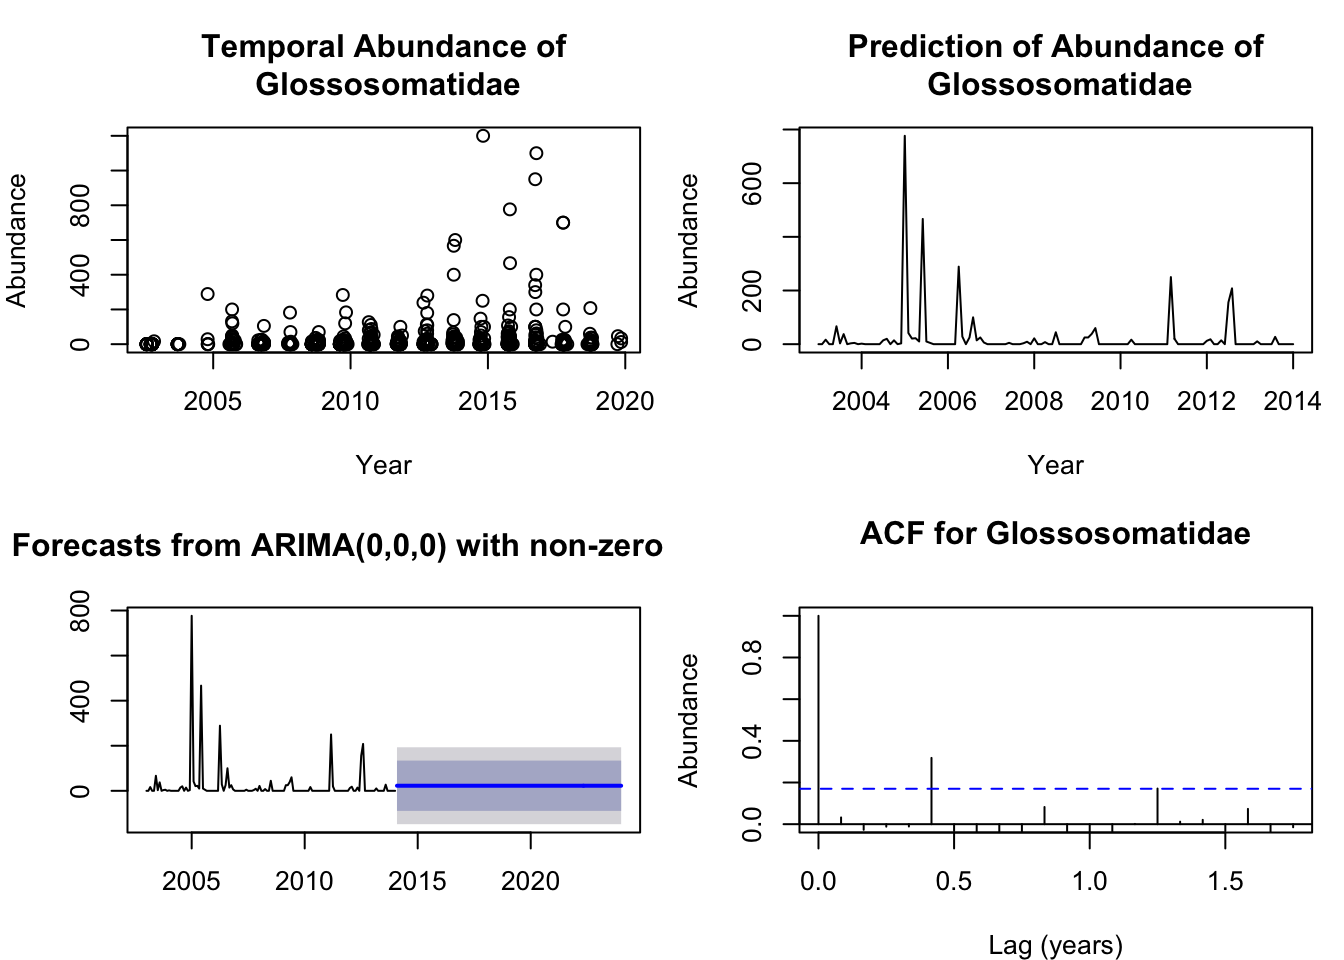 Temporal Abundance of
Glossosomatidae
Abundance
0 400 800
2005 2010 2015 2020
Year
Prediction of Abundance of
Glossosomatidae
Abundance
0 200 600
2004 2006 2008 2010 2012 2014
Year
Forecasts from ARIMA(0,0,0) with non-zero
0 400 800
2005 2010 2015 2020
ACF for Glossosomatidae
Abundance
0.0 0.4 0.8
0.0 0.5 1.0 1.5
Lag (years)